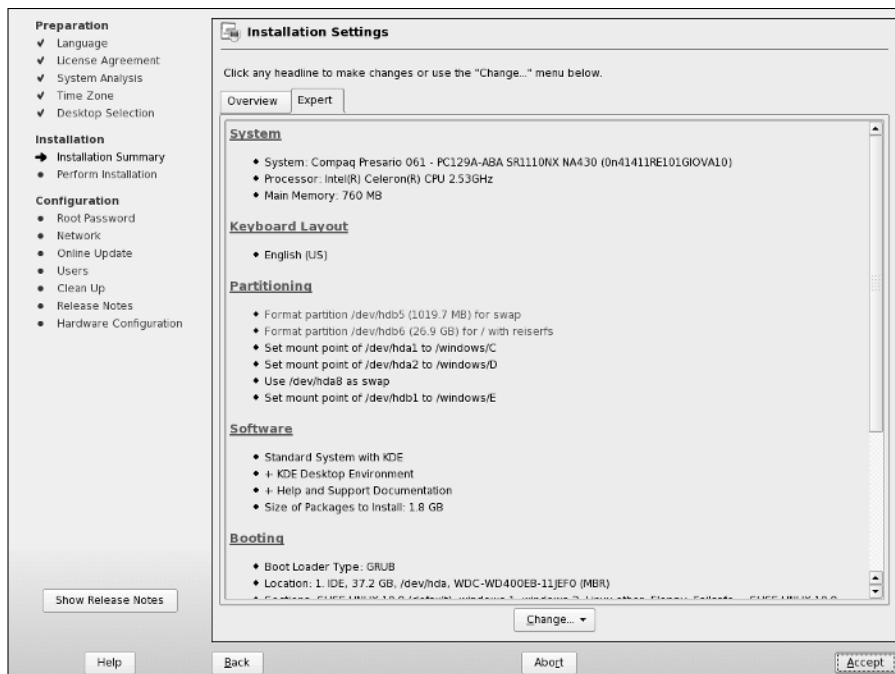 Preparation
Language
License Agreement
System Analysis
Time Zone
Desktop Selection
Installation
Installation Summary
Perform Installation
Configuration
Root Password
Network
Online Update
Users
Clean Up
Release Notes
Hardware Configuration
Show Release Notes
Installation Settings
Click any headline to make changes or use the "Change..." menu below.
Overview
Expert
System
System: Compaq Presario 061 - PC129A-ABA SR1110NX NA430 (0n41411RE101GIOVA10)
Processor: Intel(R) Celeron(R) CPU 2.53GHz
Main Memory: 760 MB
Keyboard Layout
English (US)
Partitioning
Format partition /dev/hdb5 (1019.7 MB) for swap
Format partition /dev/hdb6 (26.9 GB) for / with reiserfs
Set mount point of /dev/hda1 to /windows/C
Set mount point of /dev/hda2 to /windows/D
Use /dev/hda8 as swap
Set mount point of /dev/hdb1 to /windows/E
Software
Standard System with KDE
+ KDE Desktop Environment
+ Help and Support Documentation
Size of Packages to Install: 1.8 GB
Booting
Boot Loader Type: GRUB
Location: 1. IDE, 37.2 GB, /dev/hda, WDC-WD400EB-11JEF0 (MBR)
Change...
Help
Back
Abort
Accept